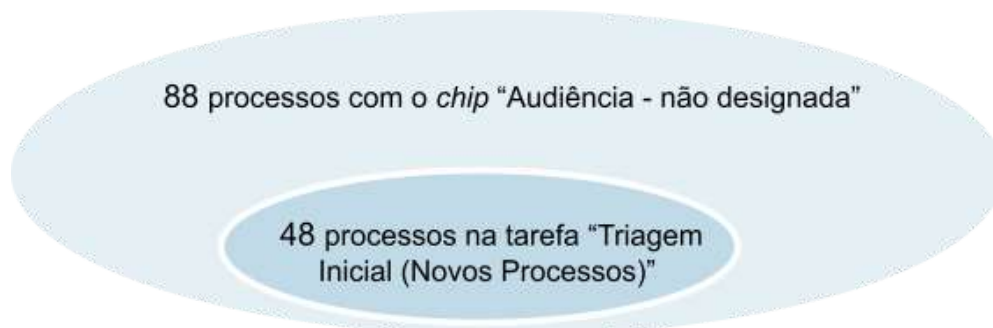 88 processos com o chip “Audiência - não designada”
48 processos na tarefa “Triagem
Inicial (Novos Processos)”